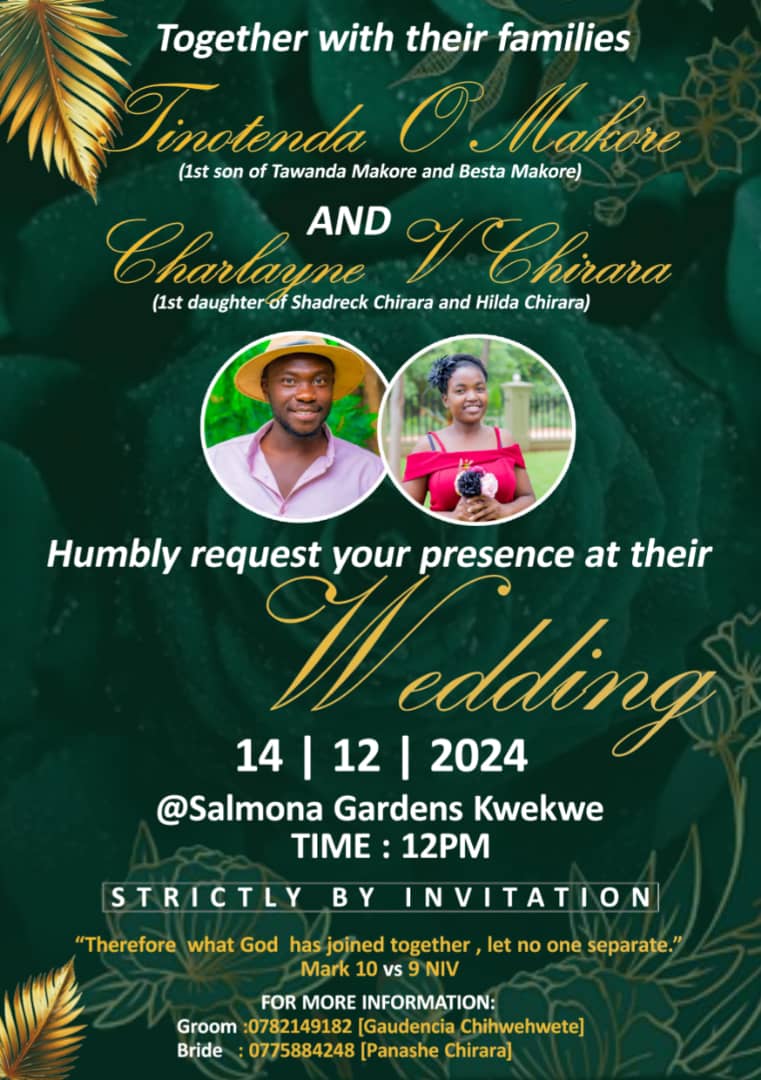 Together with their families
Tinotenda O Makore
(1st son of Tawanda Makore and Besta Makore)
AND
Charlayne V Chirara
(1st daughter of Shadreck Chirara and Hilda Chirara)
Humbly request your presence at their
Wedding
14 | 12 | 2024
@Salmona Gardens Kwekwe
TIME : 12PM
STRICTLY BY INVITATION
“Therefore what God has joined together , let no one separate.”
Mark 10 vs 9 NIV
FOR MORE INFORMATION:
Groom :0782149182 [Gaudencia Chihwehwete]
Bride : 0775884248 [Panashe Chirara]